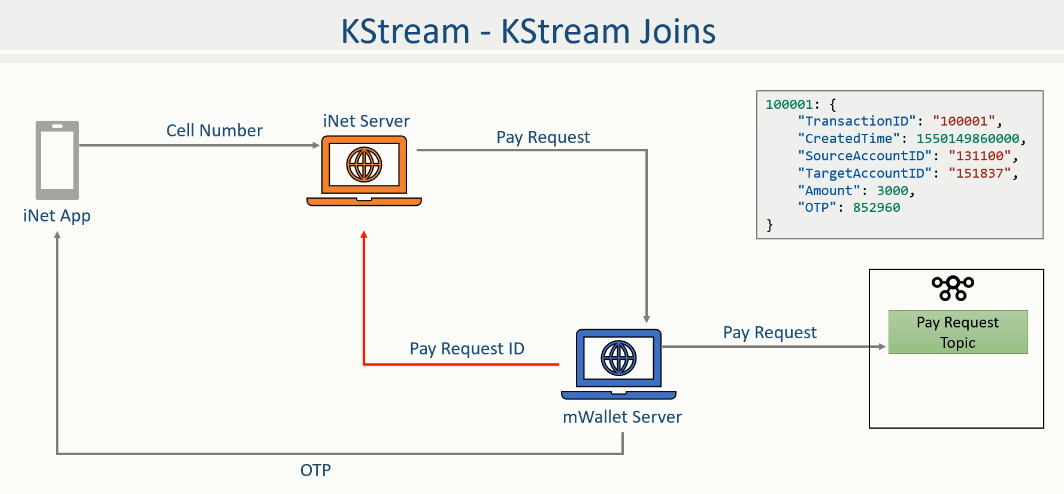 KStream - KStream Joins
Cell Number
iNet Server
Pay Request
iNet App
100001: {
"TransactionID": "100001",
"CreatedTime": 1550149860000,
"SourceAccountID": "131100",
"TargetAccountID": "151837",
"Amount": 3000,
"OTP": 852960
}
Pay Request ID
Pay Request
Pay Request
Topic
mWallet Server
OTP